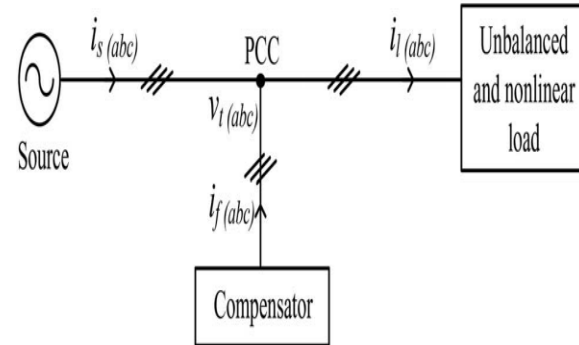 i_s (abc)
PCC
i_l (abc)
Unbalanced
and nonlinear
load
v_t (abc)
Source
i_f (abc)
Compensator